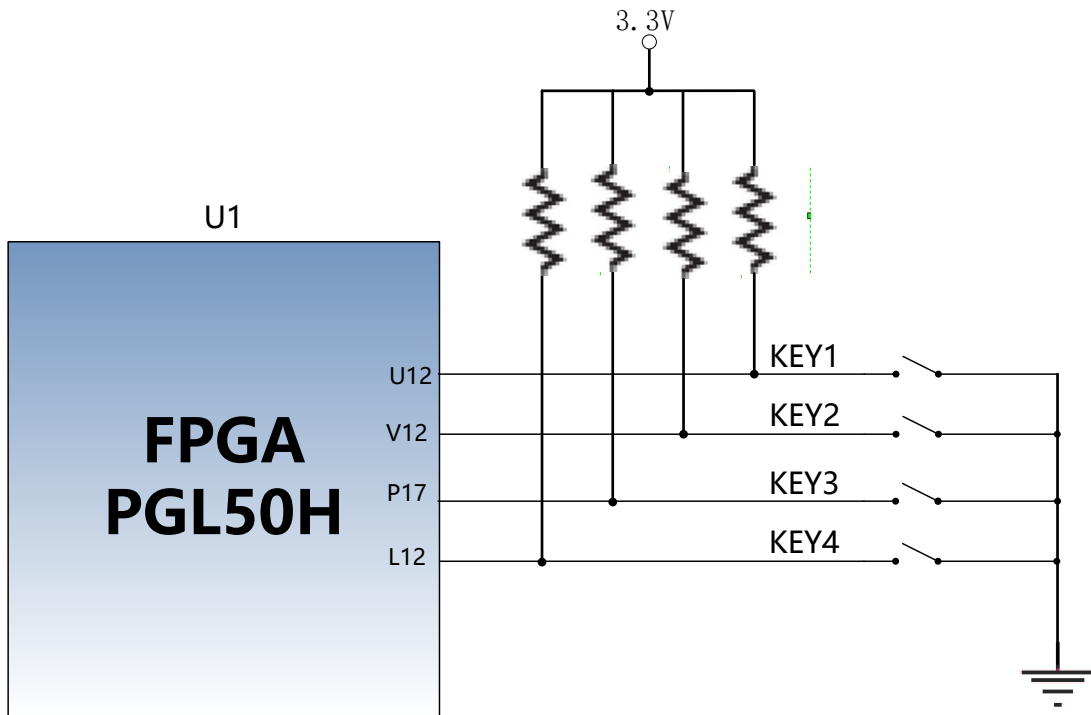 3.3V
U1
U12
KEY1
V12
KEY2
FPGA
PGL50H
P17
KEY3
L12
KEY4